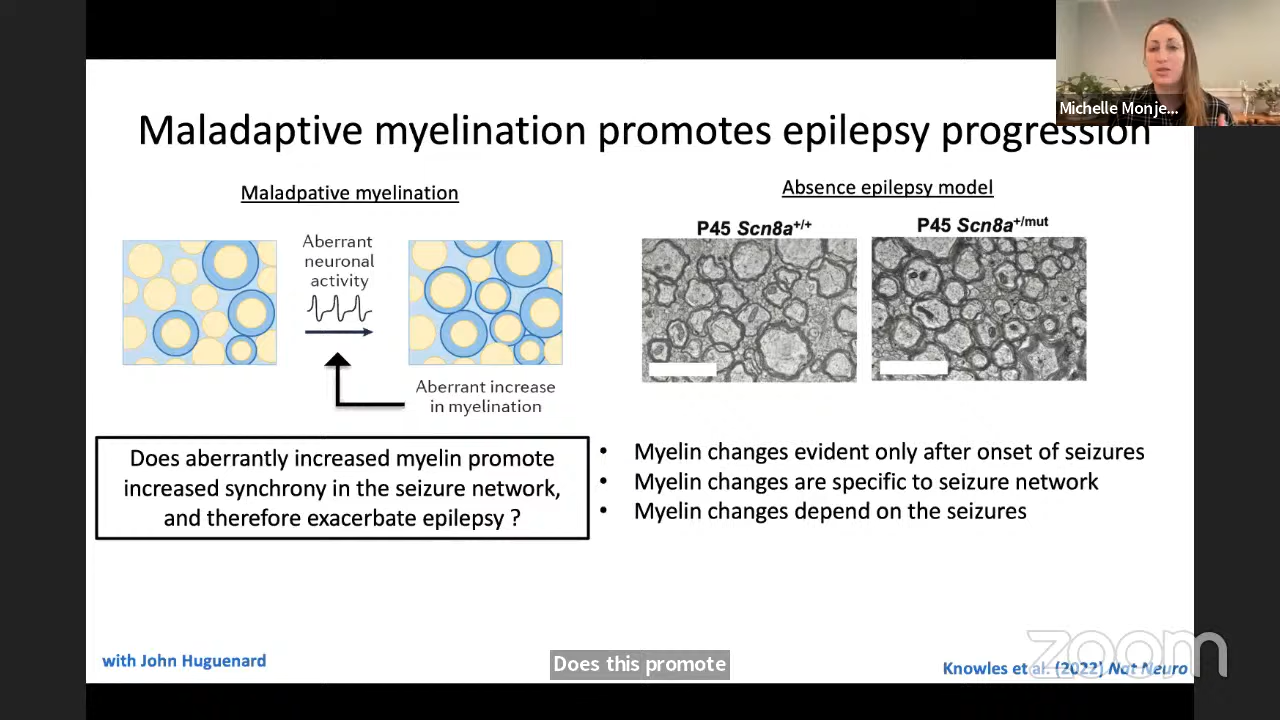 Michelle Monje...
Maladaptive myelination promotes epilepsy progression
Maladpative myelination
Aberrant
neuronal
activity
Aberrant increase
in myelination
Absence epilepsy model
P45 Scn8a+/+
P45 Scn8a+/mut
Does aberrantly increased myelin promote
increased synchrony in the seizure network,
and therefore exacerbate epilepsy ?
• Myelin changes evident only after onset of seizures
• Myelin changes are specific to seizure network
• Myelin changes depend on the seizures
with John Huguenard
Does this promote
Knowles et al. (2022) Nat Neuro
zoom